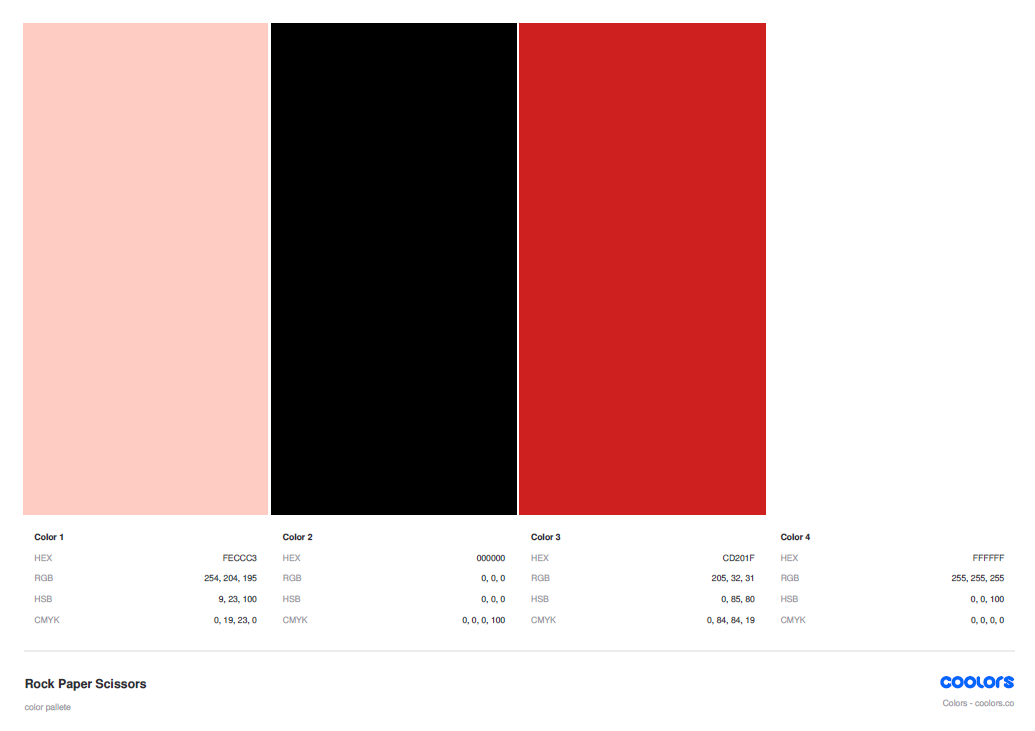 Color 1
HEX FECCC3
RGB 254, 204, 195
HSB 9, 23, 100
CMYK 0, 19, 23, 0
Color 2
HEX 000000
RGB 0, 0, 0
HSB 0, 0, 0
CMYK 0, 0, 0, 100
Color 3
HEX CD201F
RGB 205, 32, 31
HSB 0, 85, 80
CMYK 0, 84, 84, 19
Color 4
HEX FFFFFF
RGB 255, 255, 255
HSB 0, 0, 100
CMYK 0, 0, 0, 0
Rock Paper Scissors
color pallete
coolors
Colors - coolors.co